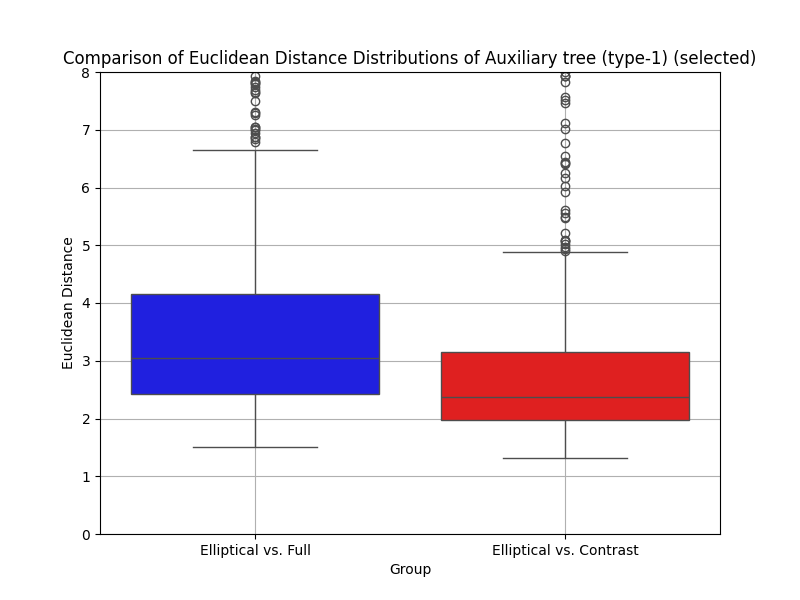 Comparison of Euclidean Distance Distributions of Auxiliary tree (type-1) (selected)
8
7
6
5
4
3
2
1
0
Euclidean Distance
Elliptical vs. Full
Elliptical vs. Contrast
Group